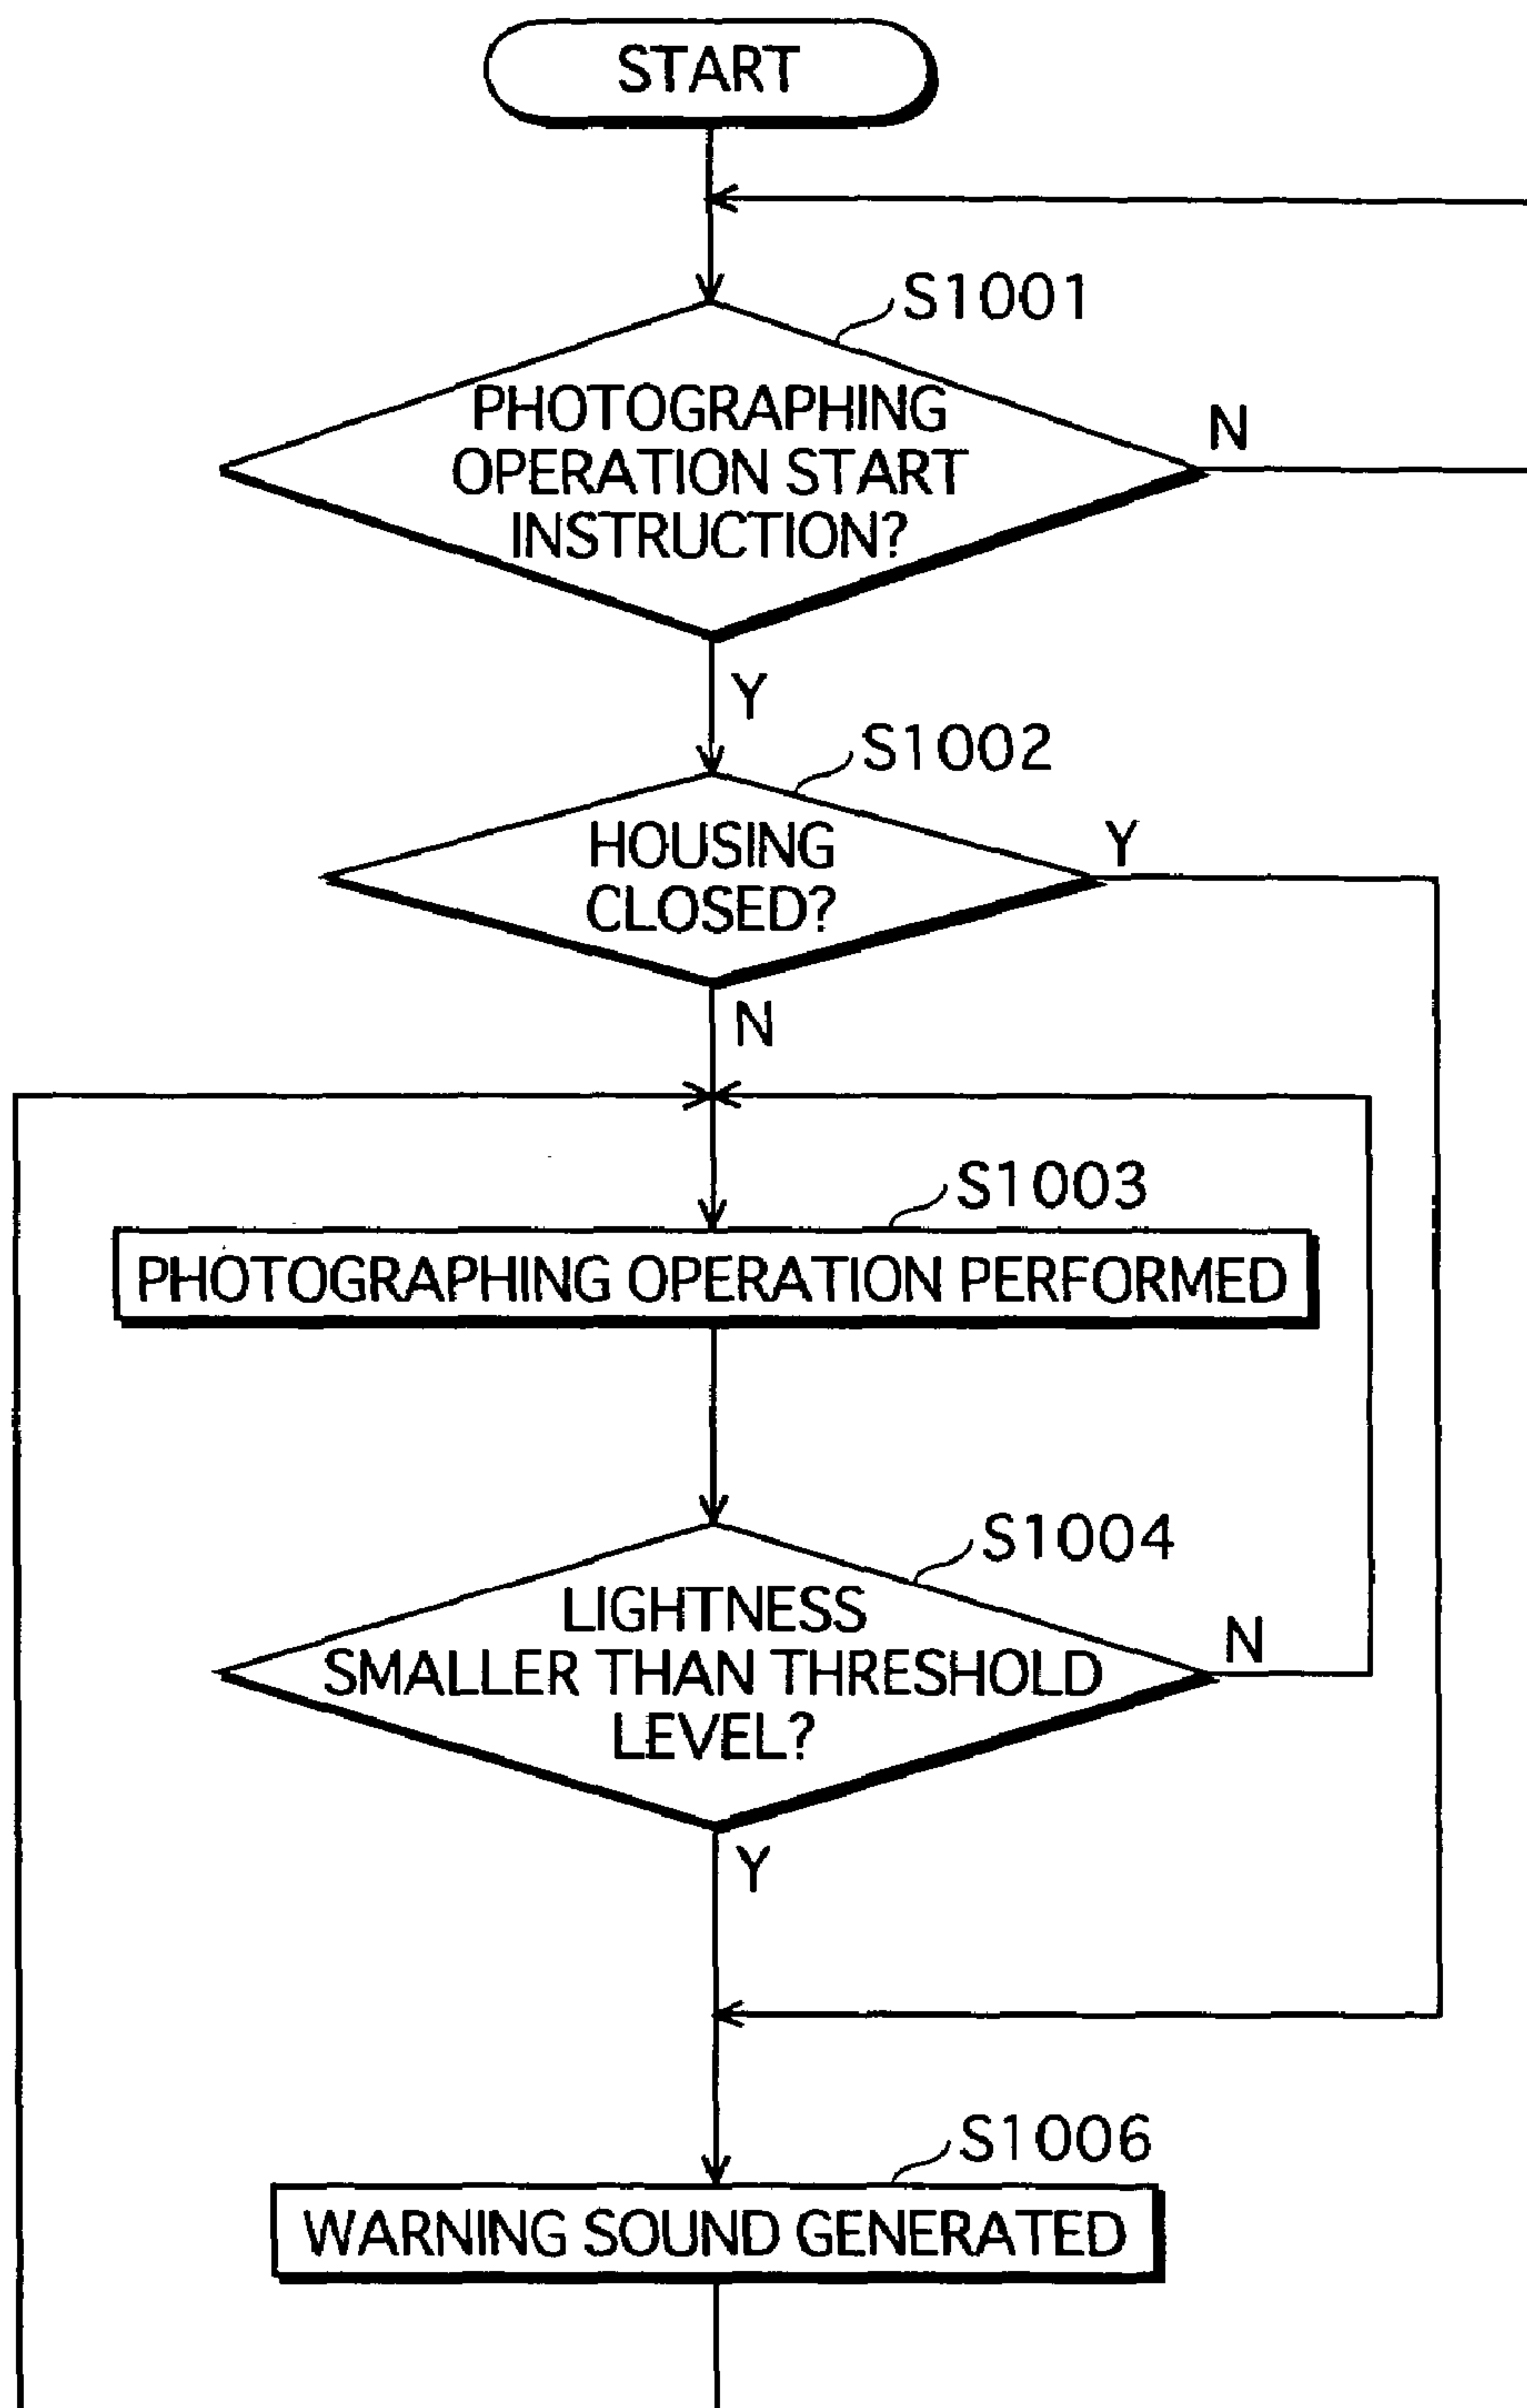 START
S1001
PHOTOGRAPHING
OPERATION START
INSTRUCTION?
N
Y
S1002
HOUSING
CLOSED?
Y
N
S1003
PHOTOGRAPHING OPERATION PERFORMED
S1004
LIGHTNESS
SMALLER THAN THRESHOLD
LEVEL?
N
Y
S1006
WARNING SOUND GENERATED